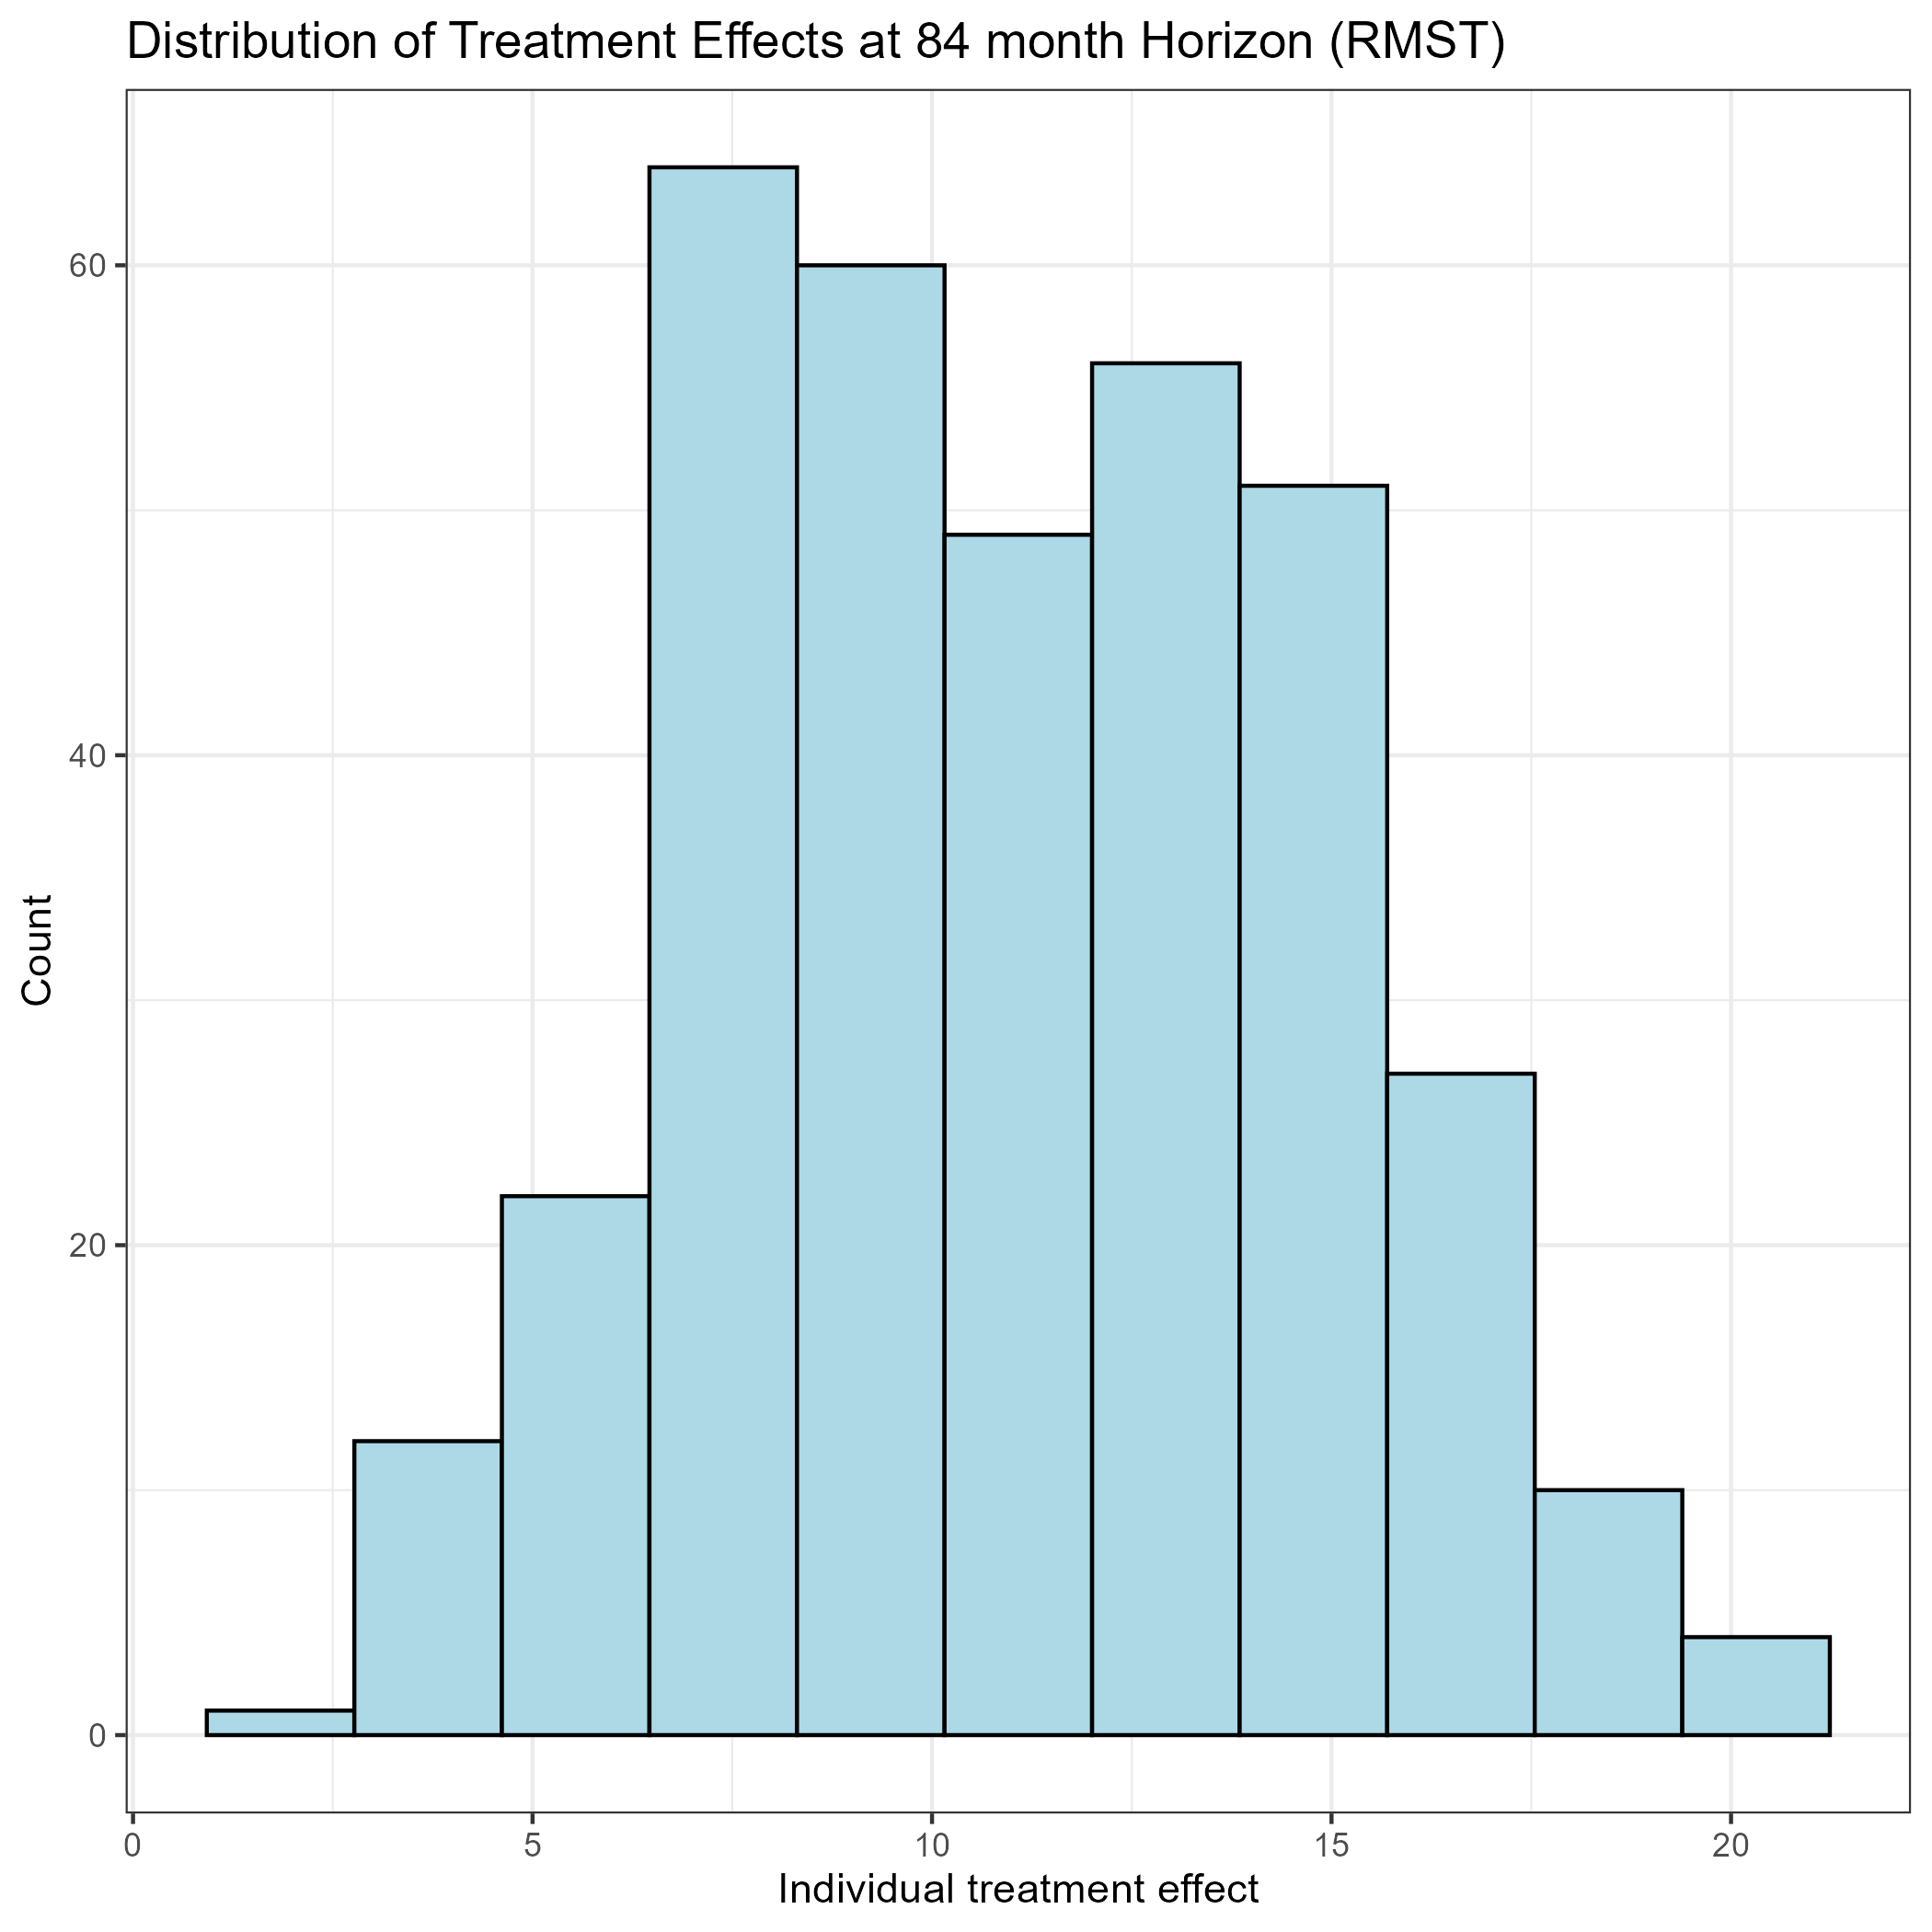 Distribution of Treatment Effects at 84 month Horizon (RMST)
60
40
20
0
Count
0 5 10 15 20
Individual treatment effect